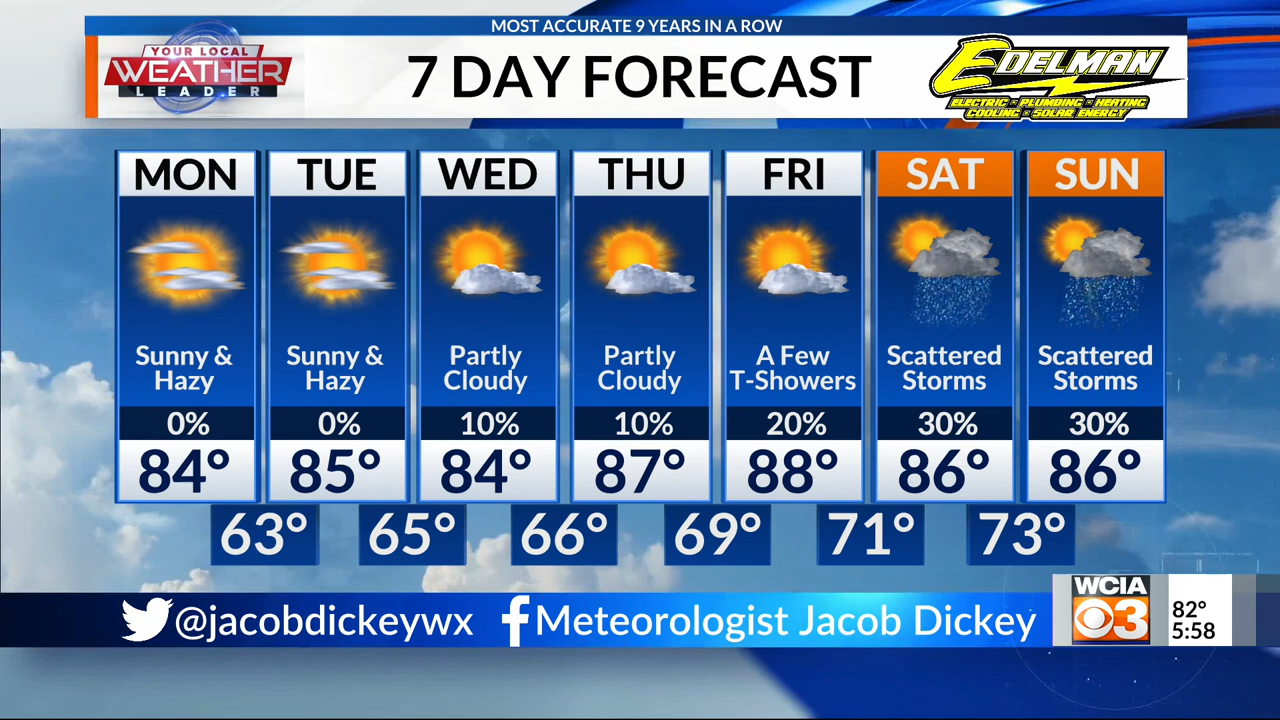 MOST ACCURATE 9 YEARS IN A ROW
YOUR LOCAL
WEATHER
LEADER
7 DAY FORECAST
EDELMAN
ELECTRIC - PLUMBING - HEATING
COOLING - SOLAR ENERGY
MON TUE WED THU FRI SAT SUN
Sunny & Sunny & Partly Partly A Few Scattered Scattered
Hazy Hazy Cloudy Cloudy T-Showers Storms Storms
0% 0% 10% 10% 20% 30% 30%
84° 85° 84° 87° 88° 86° 86°
63° 65° 66° 69° 71° 73°
@jacobdickeywx Meteorologist Jacob Dickey
WCIA
3
82°
5:58